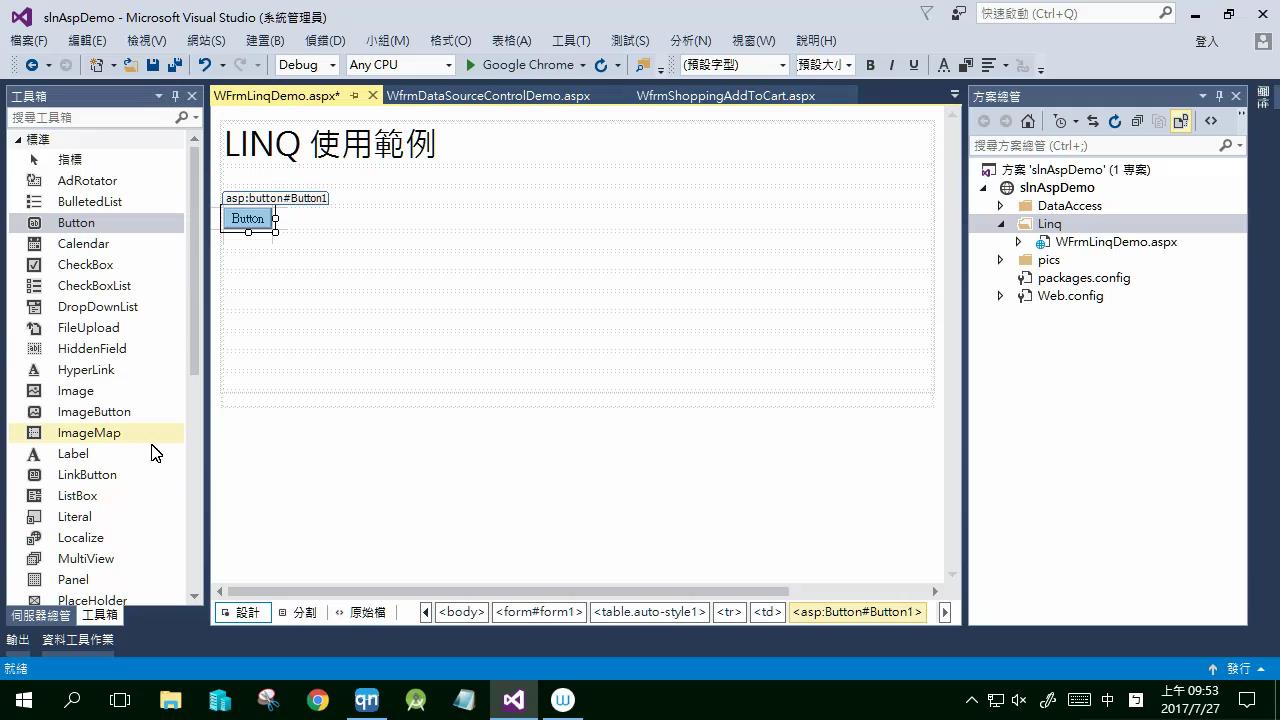 slnAspDemo - Microsoft Visual Studio (系統管理員)
快速啟動 (Ctrl+Q)
檔案(F) 編輯(E) 檢視(V) 網站(S) 建置(B) 偵錯(D) 小組(M) 格式(O) 表格(A) 工具(T) 測試(S) 分析(N) 視窗(W) 說明(H) 登入
Debug Any CPU Google Chrome (預設字型) 預設大小 B I U A
工具箱
WFrmLinqDemo.aspx* WfrmDataSourceControlDemo.aspx WfrmShoppingAddToCart.aspx
方案總管
搜尋工具箱
標準
指標
AdRotator
BulletedList
Button
Calendar
CheckBox
CheckBoxList
DropDownList
FileUpload
HiddenField
HyperLink
Image
ImageButton
ImageMap
Label
LinkButton
ListBox
Literal
Localize
MultiView
Panel
PlaceHolder
伺服器總管 工具箱
LINQ 使用範例
asp:button#Button1
Button
設計 分割 原始檔 <body> <form#form1> <table.auto-style1> <tr> <td> <asp:Button#Button1>
搜尋方案總管 (Ctrl+;)
方案 'slnAspDemo' (1 專案)
slnAspDemo
DataAccess
Linq
WFrmLinqDemo.aspx
pics
packages.config
Web.config
輸出 資料工具作業
就緒 發行
中
上午 09:53
2017/7/27